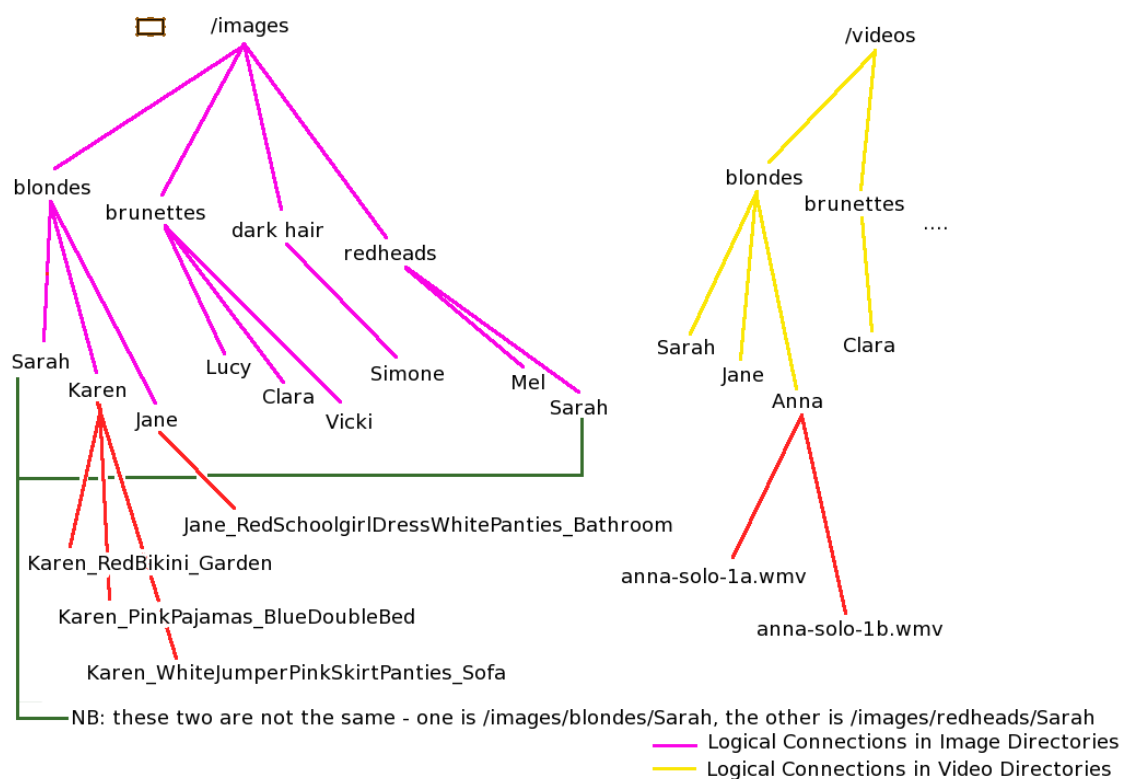 /images
/videos
blondes
brunettes
dark hair
redheads
blondes
brunettes
....
Sarah
Karen
Jane
Lucy
Clara
Vicki
Simone
Mel
Sarah
Sarah
Jane
Anna
Clara
Jane_RedSchoolgirlDressWhitePanties_Bathroom
Karen_RedBikini_Garden
Karen_PinkPajamas_BlueDoubleBed
Karen_WhiteJumperPinkSkirtPanties_Sofa
anna-solo-1a.wmv
anna-solo-1b.wmv
NB: these two are not the same - one is /images/blondes/Sarah, the other is /images/redheads/Sarah
Logical Connections in Image Directories
Logical Connections in Video Directories